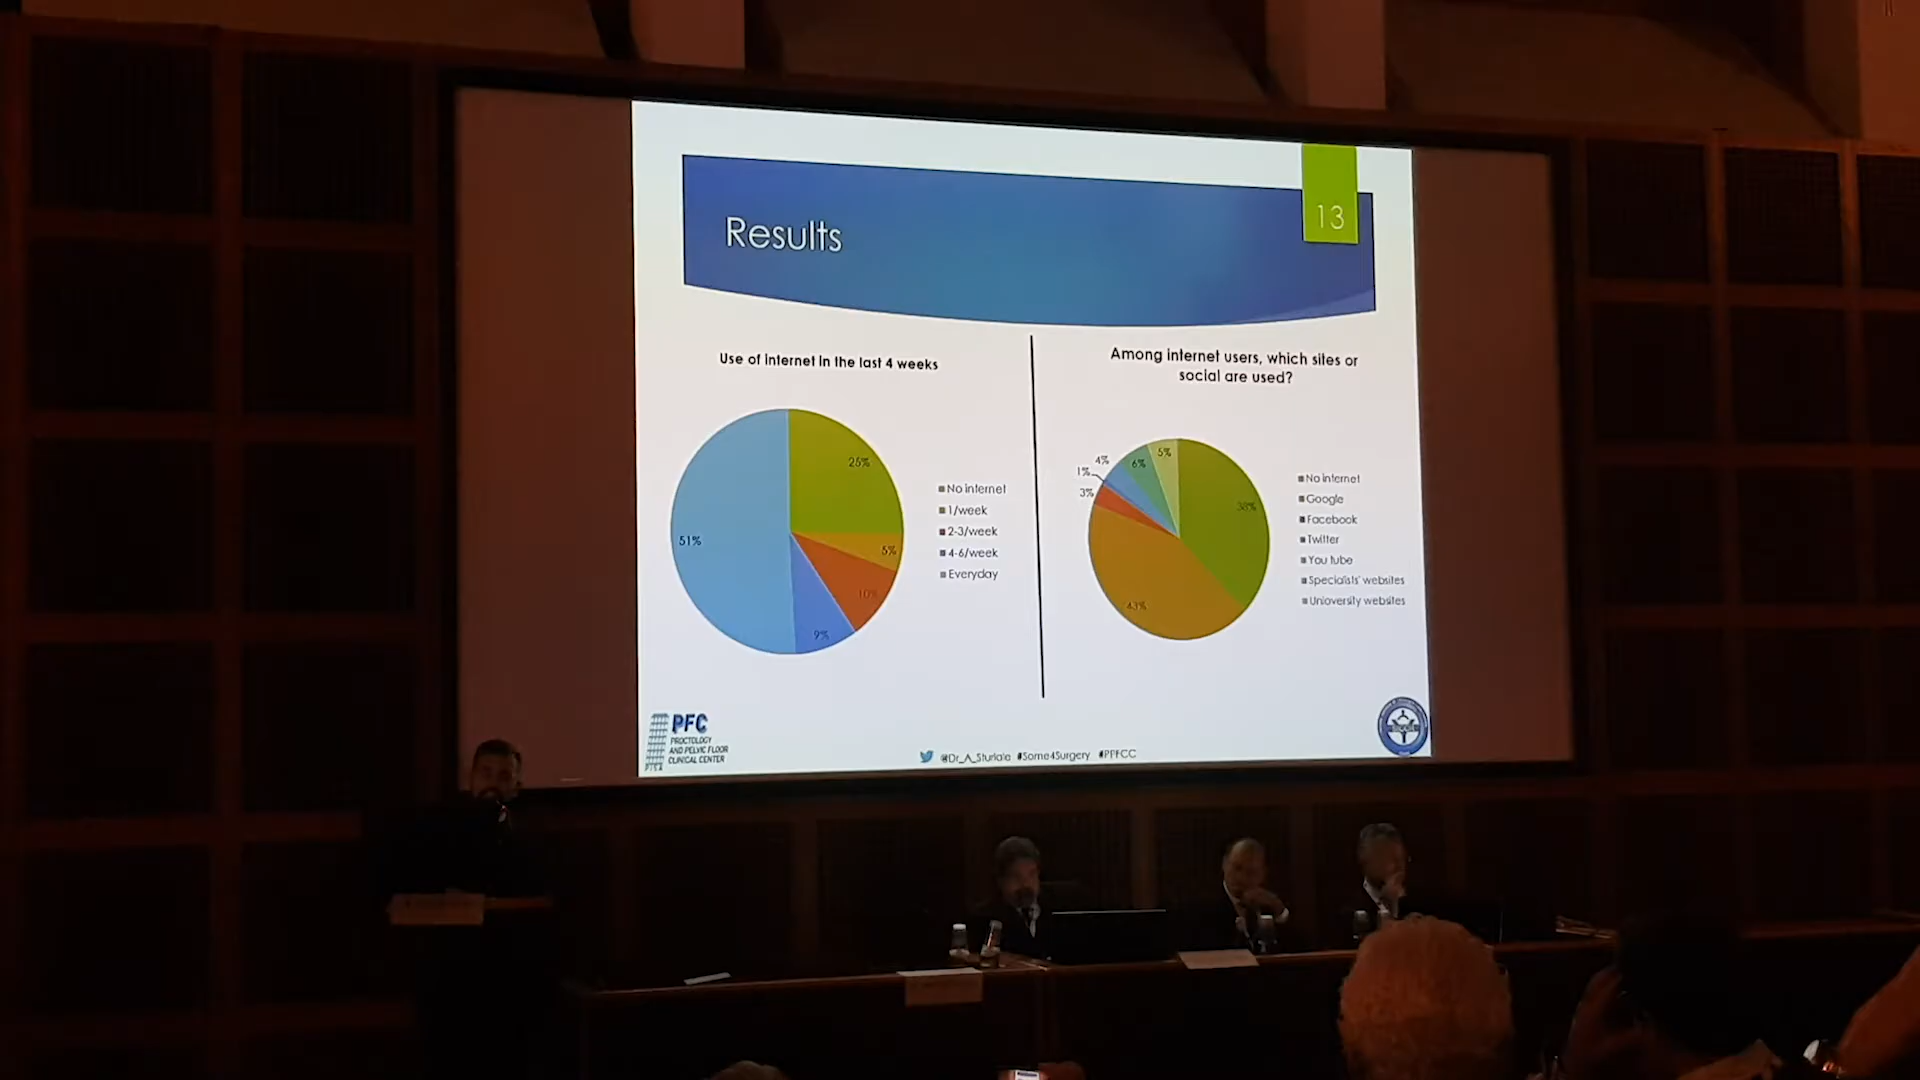 13
Results
Use of internet in the last 4 weeks
25%
5%
10%
9%
51%
No internet
1/week
2-3/week
4-6/week
Everyday
Among internet users, which sites or
social are used?
38%
43%
3%
1%
4%
6%
5%
No internet
Google
Facebook
Twitter
You tube
Specialists' websites
Unioversity websites
PFC
PROCTOLOGY
AND PELVIC FLOOR
CLINICAL CENTER
@Dr_A_Sturiale #Some4Surgery #PPFCC